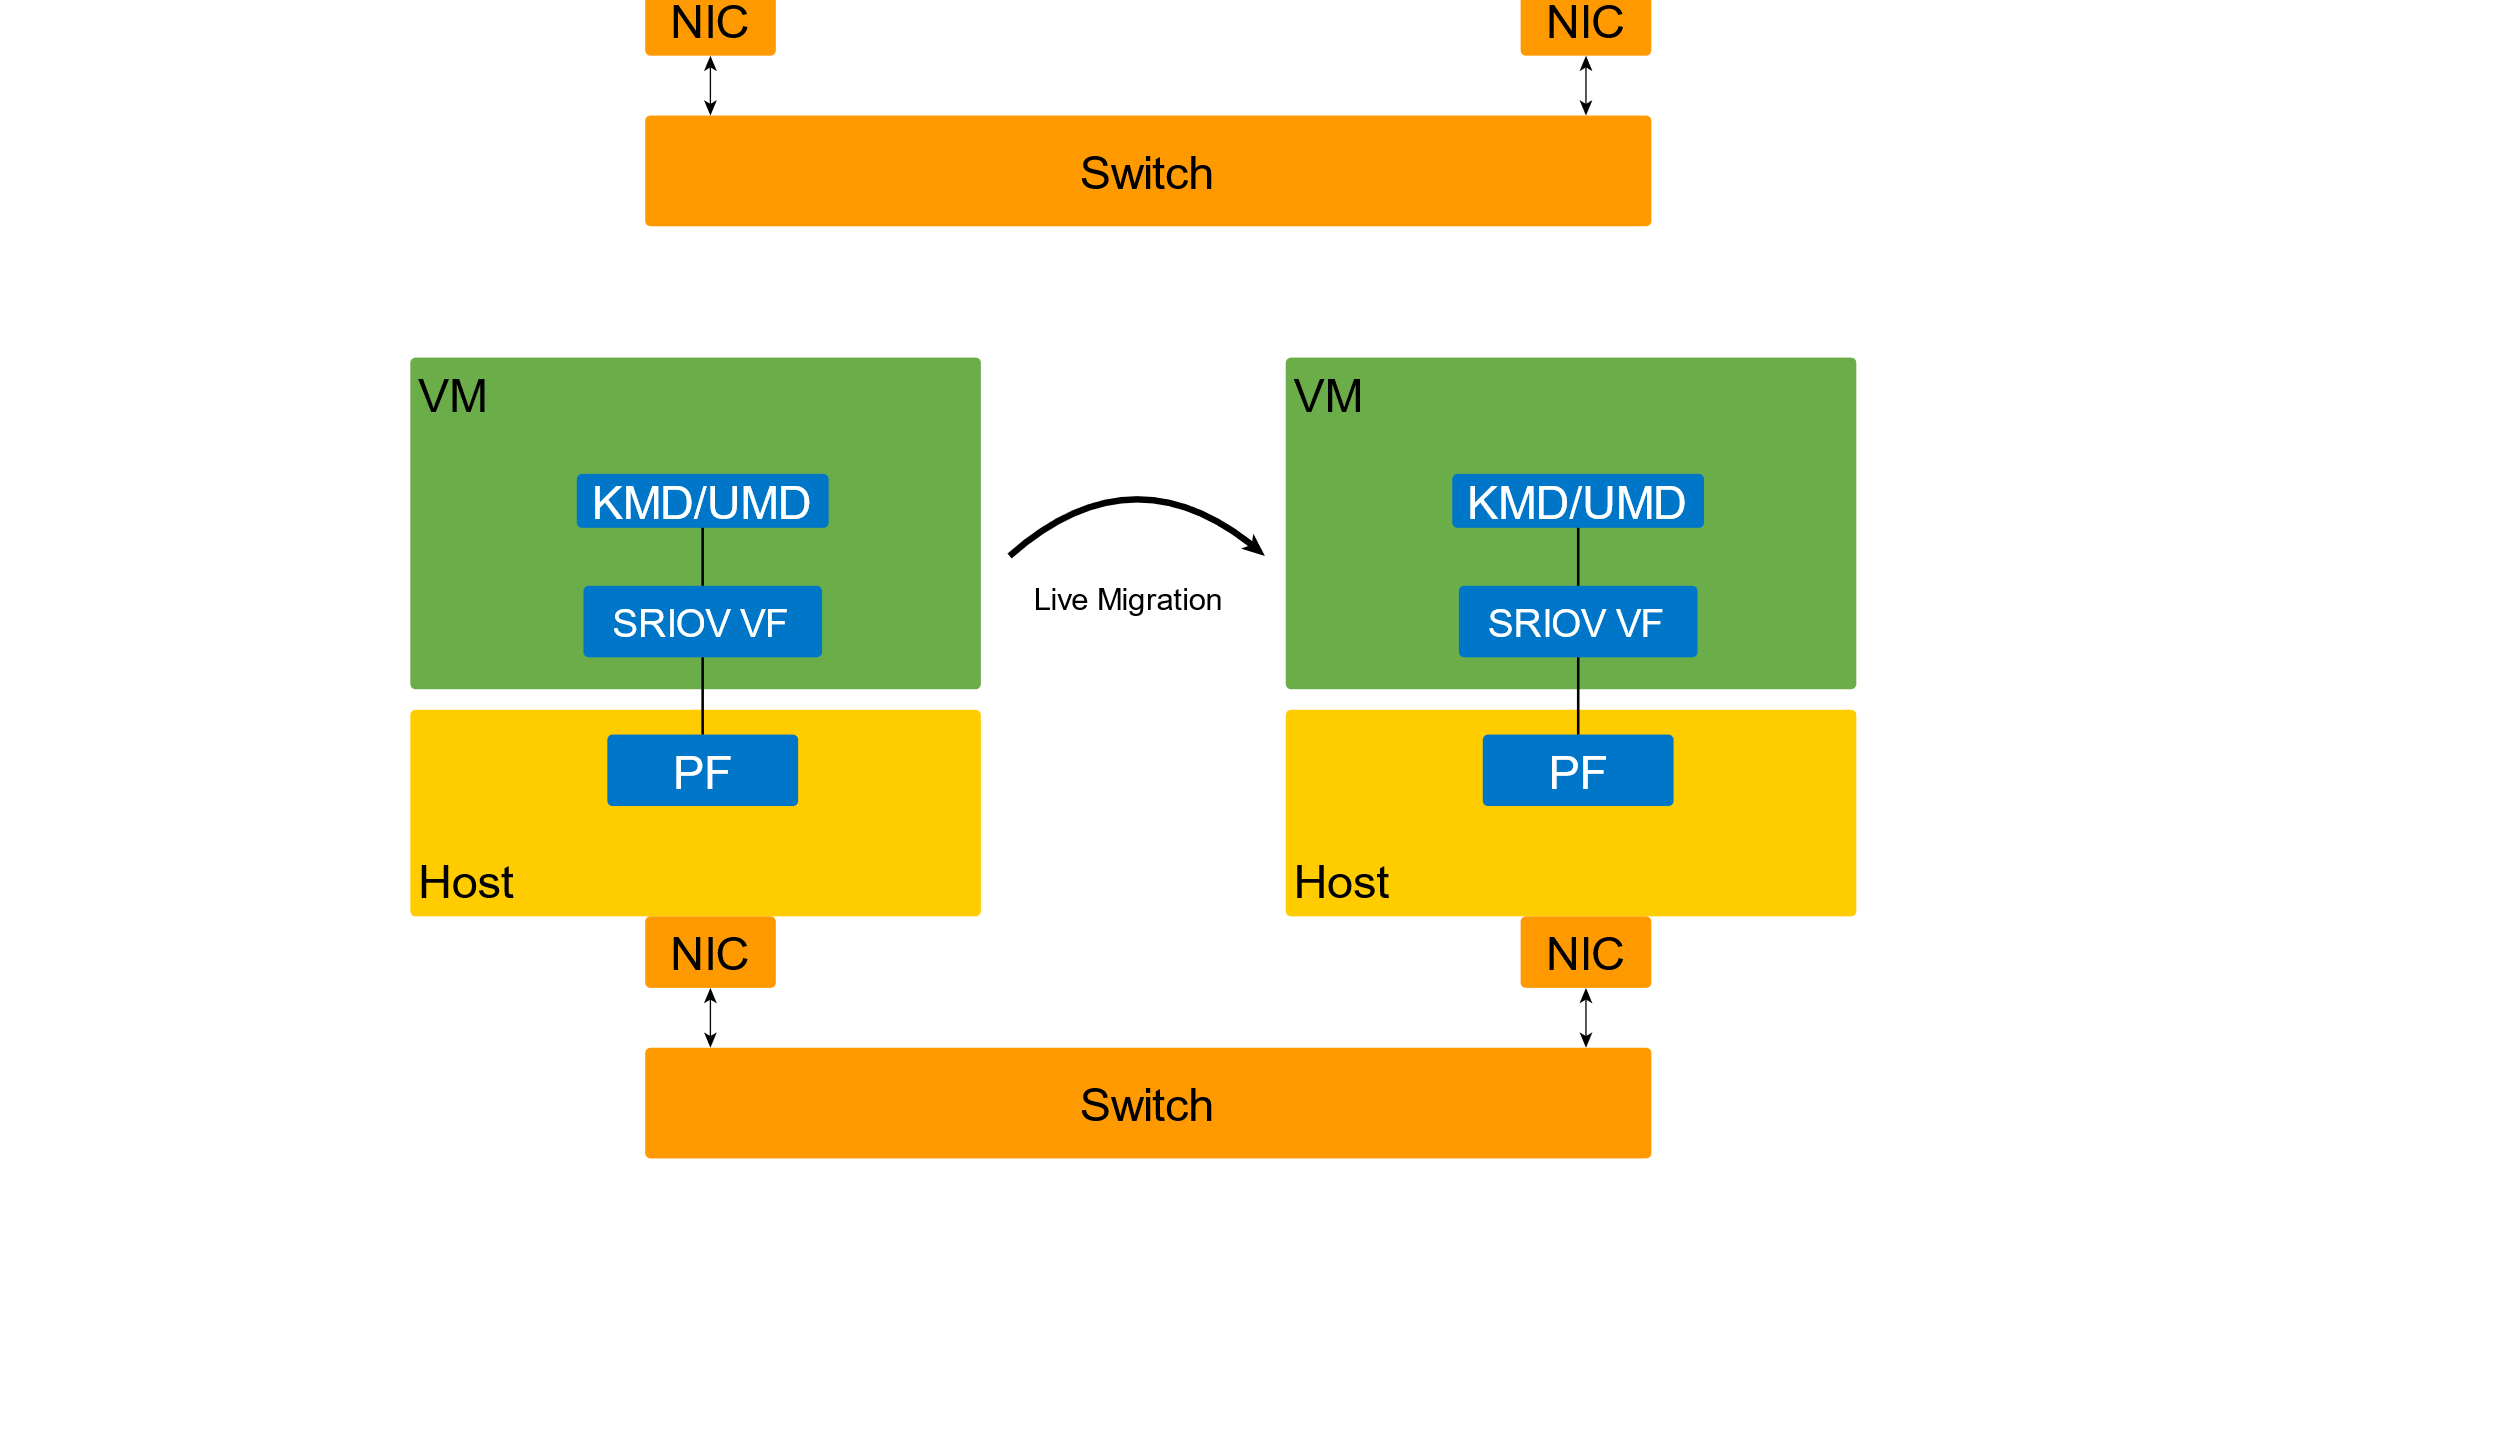 NIC
NIC
Switch
VM
VM
KMD/UMD
KMD/UMD
Live Migration
SRIOV VF
SRIOV VF
PF
PF
Host
Host
NIC
NIC
Switch